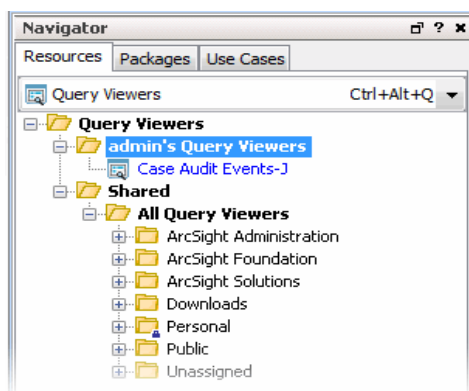 Navigator ?
Resources Packages Use Cases
Query Viewers Ctrl+Alt+Q
Query Viewers
admin's Query Viewers
Case Audit Events-J
Shared
All Query Viewers
ArcSight Administration
ArcSight Foundation
ArcSight Solutions
Downloads
Personal
Public
Unassigned